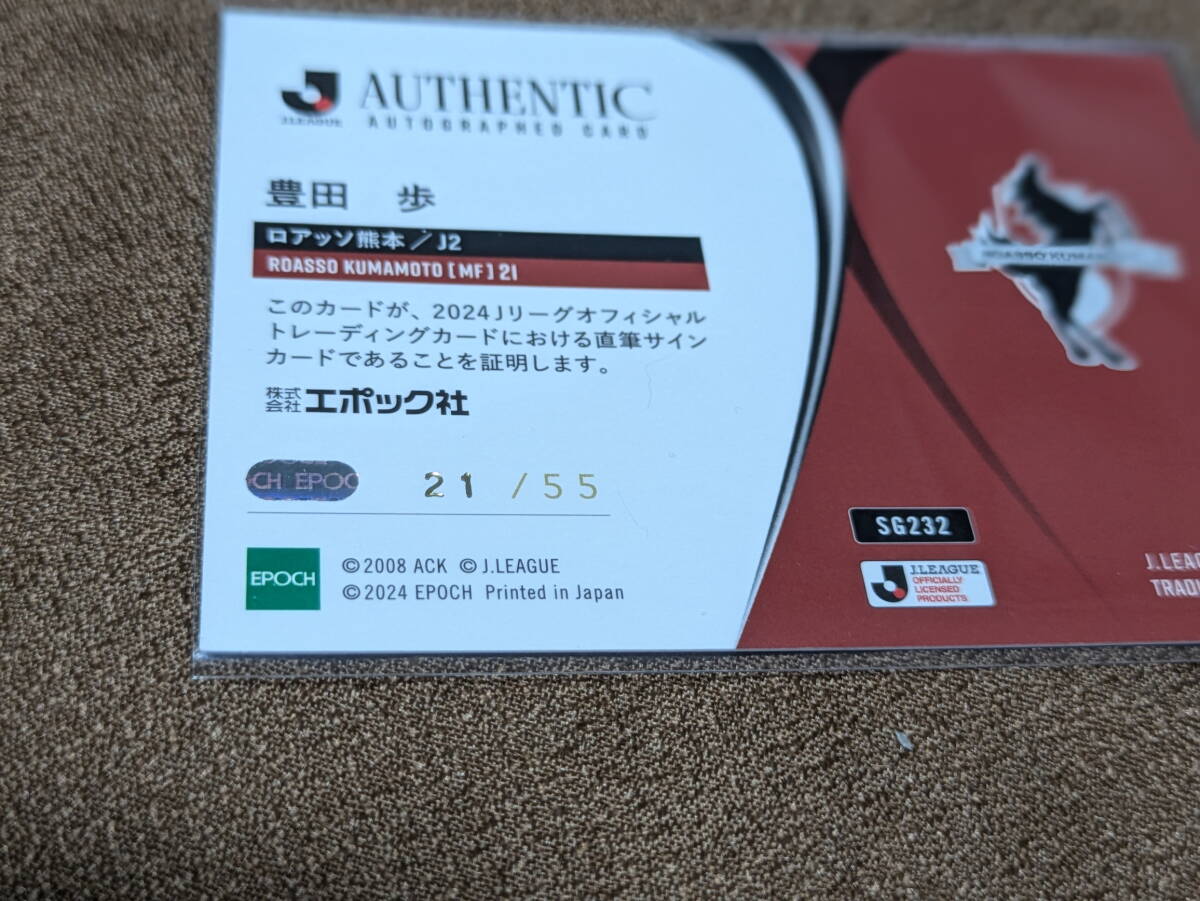 J.LEAGUE
AUTHENTIC
AUTOGRAPHED CARD
豊田　歩
ロアッソ熊本／J2
ROASSO KUMAMOTO [MF] 21
このカードが、2024Jリーグオフィシャル
トレーディングカードにおける直筆サイン
カードであることを証明します。
株式会社エポック社
CH EPOC
21 /55
EPOCH
©2008 ACK © J.LEAGUE
©2024 EPOCH Printed in Japan
ROASSO KUMA
SG232
J.LEAGUE
OFFICIALLY
LICENSED
PRODUCTS
J.LEA
TRAD